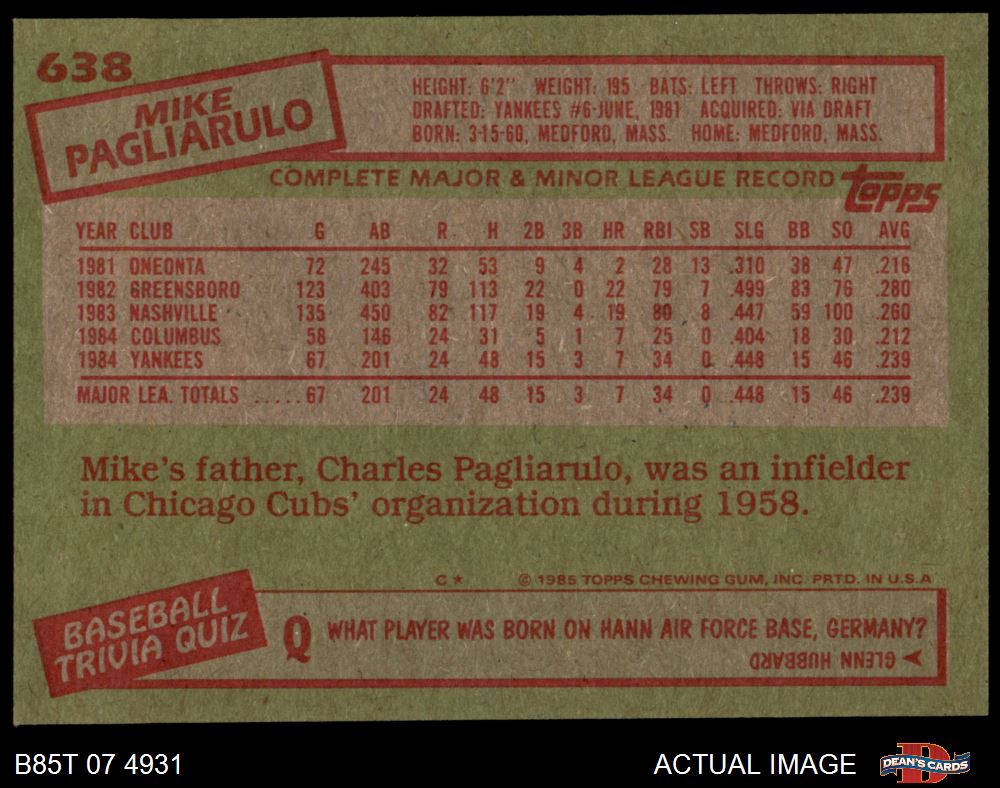 638
MIKE
PAGLIARULO
HEIGHT: 6'2" WEIGHT: 195 BATS: LEFT THROWS: RIGHT
DRAFTED: YANKEES #6-JUNE, 1981 ACQUIRED: VIA DRAFT
BORN: 3-15-60, MEDFORD, MASS. HOME: MEDFORD, MASS.
COMPLETE MAJOR & MINOR LEAGUE RECORD topps
YEAR CLUB G AB R H 2B 3B HR RBI SB SLG BB SO AVG
1981 ONEONTA 72 245 32 53 9 4 2 28 13 .310 38 47 .216
1982 GREENSBORO 123 403 79 113 22 0 22 79 7 .499 83 76 .280
1983 NASHVILLE 135 450 82 117 19 4 19 80 8 .447 59 100 .260
1984 COLUMBUS 58 146 24 31 5 1 7 25 0 .404 18 30 .212
1984 YANKEES 67 201 24 48 15 3 7 34 0 .448 15 46 .239
MAJOR LEA. TOTALS .....67 201 24 48 15 3 7 34 0 .448 15 46 .239
Mike's father, Charles Pagliarulo, was an infielder
in Chicago Cubs' organization during 1958.
C* © 1985 TOPPS CHEWING GUM, INC. PRTD. IN U.S.A.
BASEBALL
TRIVIA QUIZ
Q WHAT PLAYER WAS BORN ON HANN AIR FORCE BASE, GERMANY?
GLENN HUBBARD
B85T 07 4931 ACTUAL IMAGE DEAN'S CARDS